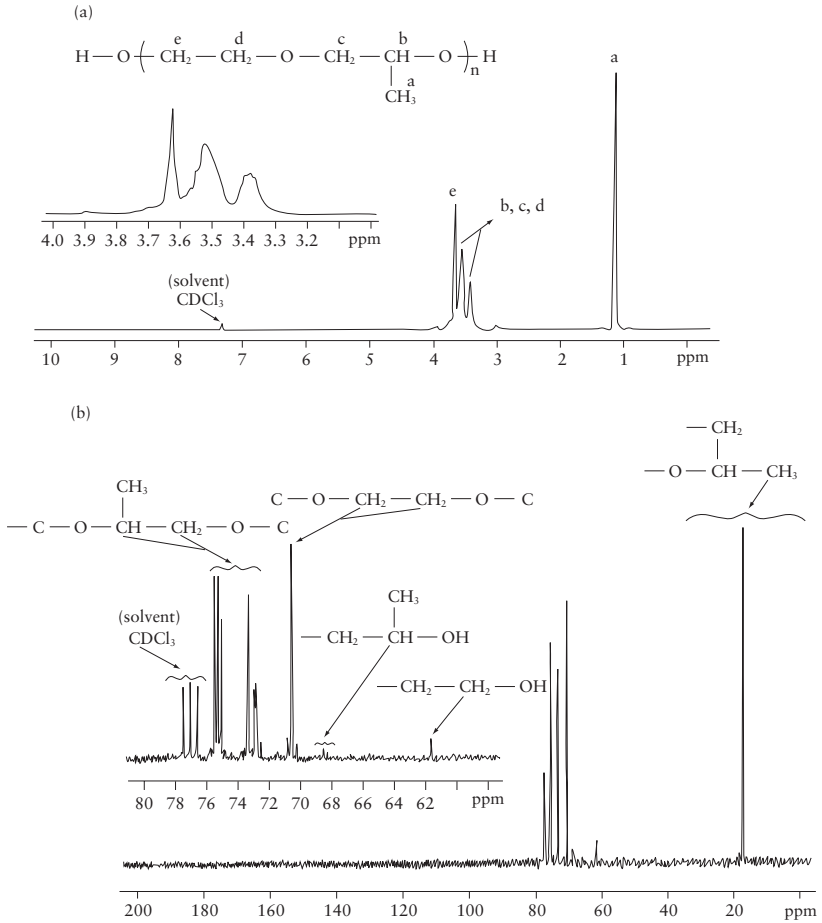 (a)
e d c b
H — O — ( CH₂ — CH₂ — O — CH₂ — CH — O )n H
a
CH₃
a
e
b, c, d
4.0 3.9 3.8 3.7 3.6 3.5 3.4 3.3 3.2 ppm
(solvent)
CDCl₃
10 9 8 7 6 5 4 3 2 1 ppm
(b)
— CH₂
— O — CH — CH₃
CH₃
— C — O — CH — CH₂ — O — C
C — O — CH₂ — CH₂ — O — C
CH₃
— CH₂ — CH — OH
(solvent)
CDCl₃
— CH₂ — CH₂ — OH
80 78 76 74 72 70 68 66 64 62 ppm
200 180 160 140 120 100 80 60 40 20 ppm